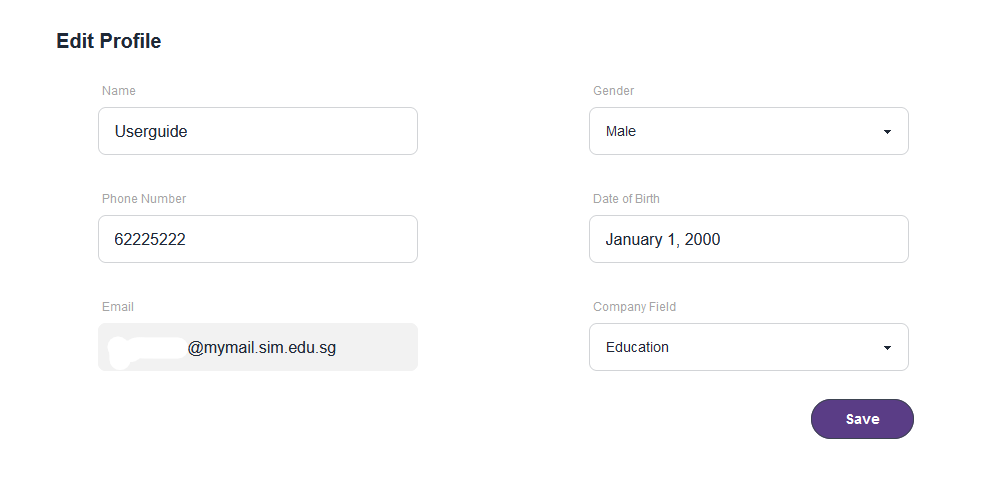 Edit Profile
Name
Gender
Userguide
Male
Phone Number
Date of Birth
62225222
January 1, 2000
Email
Company Field
@mymail.sim.edu.sg
Education
Save